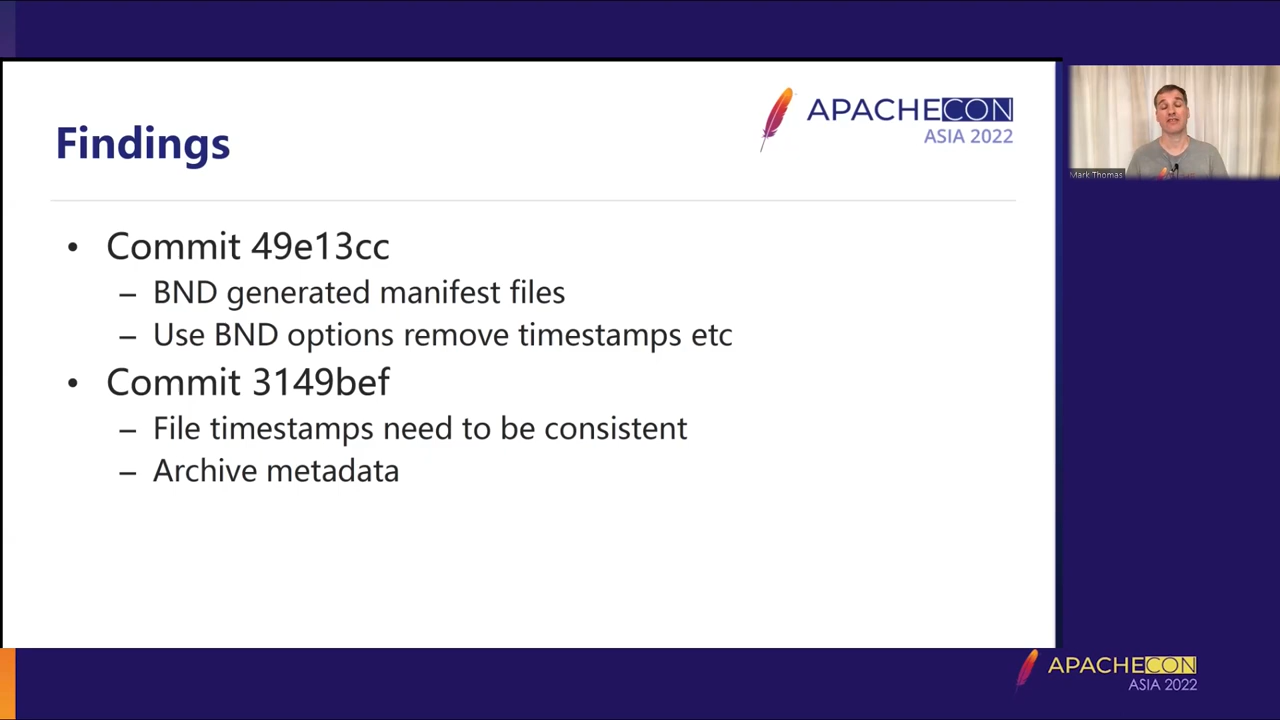 Findings
APACHECON
ASIA 2022
Mark Thomas
• Commit 49e13cc
– BND generated manifest files
– Use BND options remove timestamps etc
• Commit 3149bef
– File timestamps need to be consistent
– Archive metadata
APACHECON
ASIA 2022